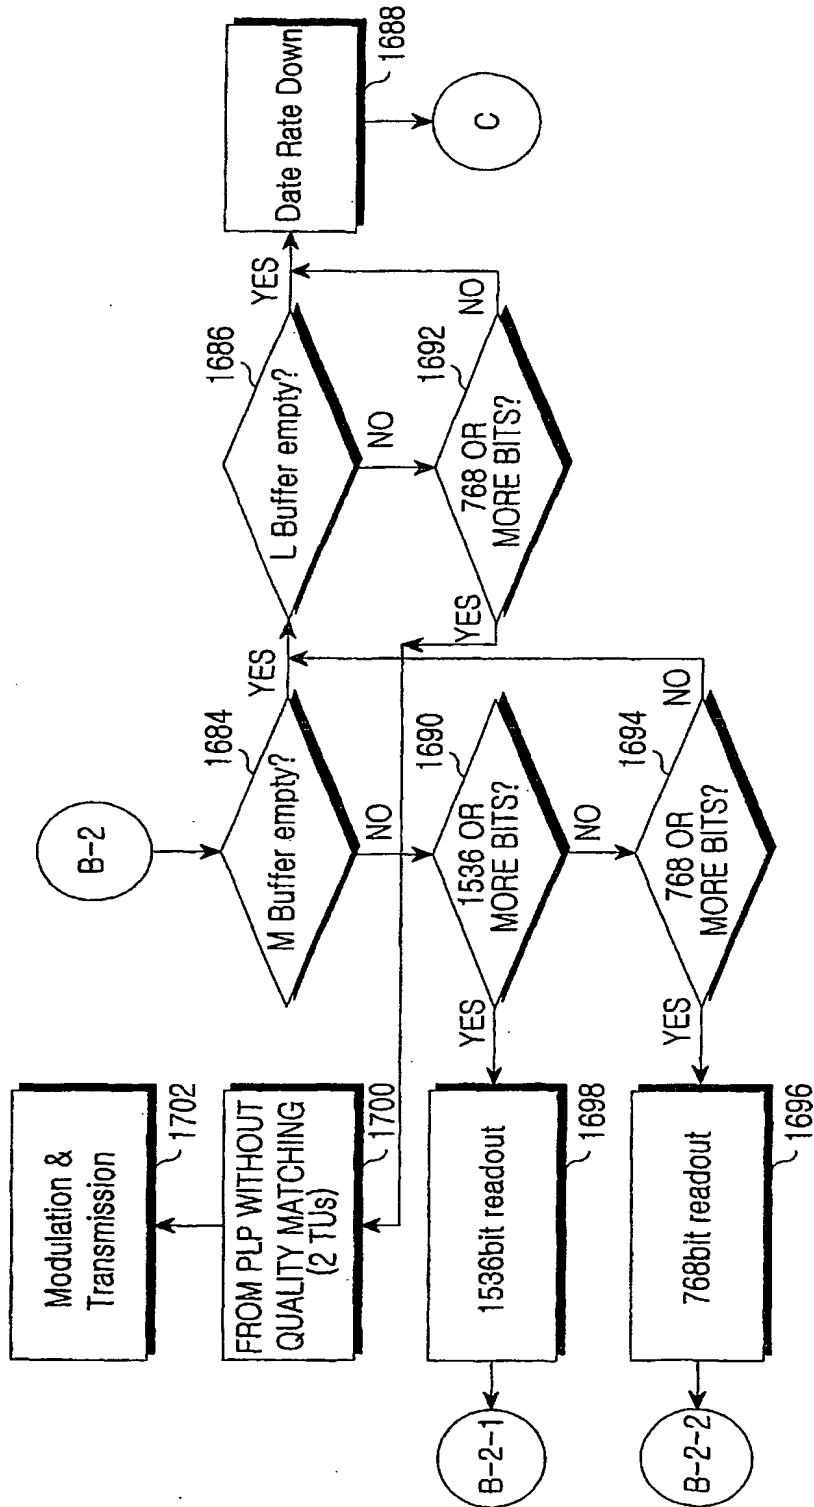 B-2
M Buffer empty?
1684
YES
NO
L Buffer empty?
1686
YES
NO
Date Rate Down
1688
C
768 OR
MORE BITS?
1692
YES
NO
1536 OR
MORE BITS?
1690
YES
NO
768 OR
MORE BITS?
1694
YES
NO
Modulation &
Transmission
1702
FROM PLP WITHOUT
QUALITY MATCHING
(2 TUs)
1700
1536bit readout
1698
B-2-1
768bit readout
1696
B-2-2